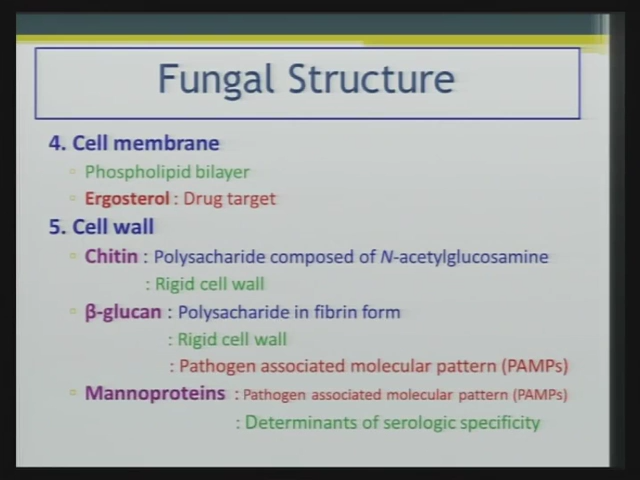 Fungal Structure
4. Cell membrane
▫ Phospholipid bilayer
▫ Ergosterol : Drug target
5. Cell wall
▫ Chitin : Polysacharide composed of N-acetylglucosamine
: Rigid cell wall
▫ β-glucan : Polysacharide in fibrin form
: Rigid cell wall
: Pathogen associated molecular pattern (PAMPs)
▫ Mannoproteins : Pathogen associated molecular pattern (PAMPs)
: Determinants of serologic specificity